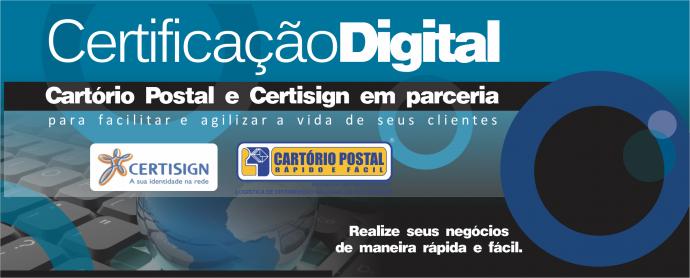 CertificaçãoDigital
Cartório Postal e Certisign em parceria
para facilitar e agilizar a vida de seus clientes
CERTISIGN
A sua identidade na rede
CARTÓRIO POSTAL
RÁPIDO E FÁCIL
Realize seus negócios
de maneira rápida e fácil.